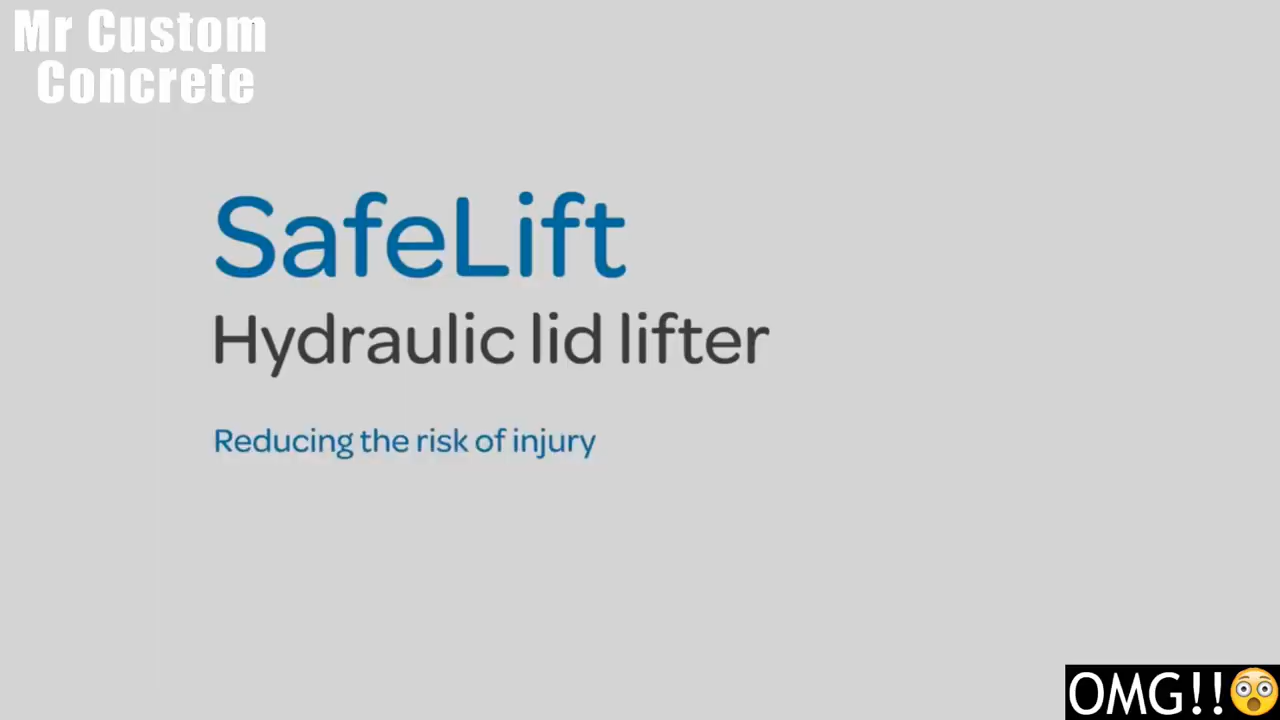 Mr Custom
Concrete
SafeLift
Hydraulic lid lifter
Reducing the risk of injury
OMG!!😲